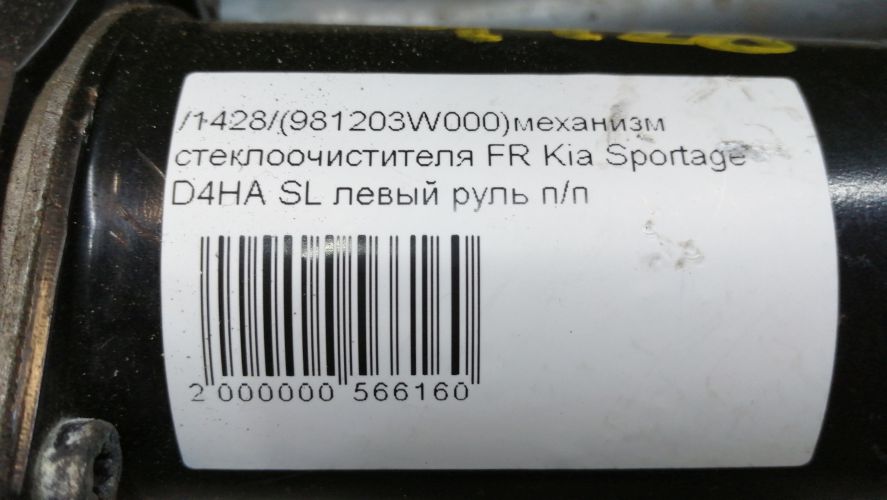 /1428/(981203W000)механизм
стеклоочистителя FR Kia Sportage
D4HA SL левый руль п/п
2 000000 566160